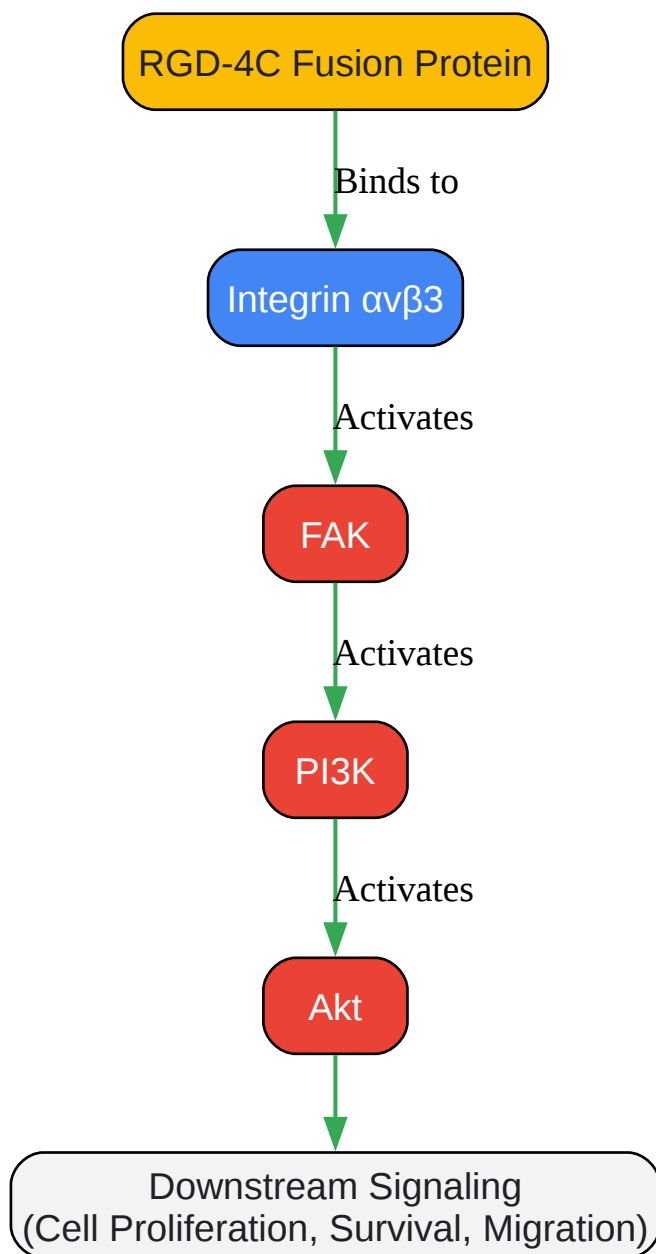 RGD-4C Fusion Protein
Binds to
Integrin αvβ3
Activates
FAK
Activates
PI3K
Activates
Akt
Downstream Signaling
(Cell Proliferation, Survival, Migration)